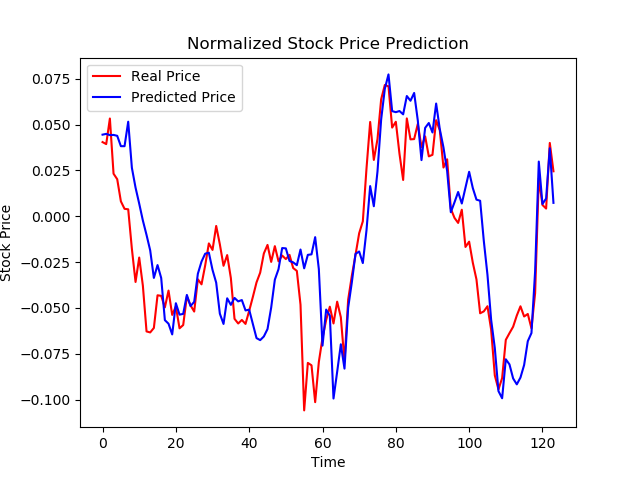 Normalized Stock Price Prediction
Real Price
Predicted Price
Stock Price
0.075
0.050
0.025
0.000
−0.025
−0.050
−0.075
−0.100
0 20 40 60 80 100 120
Time